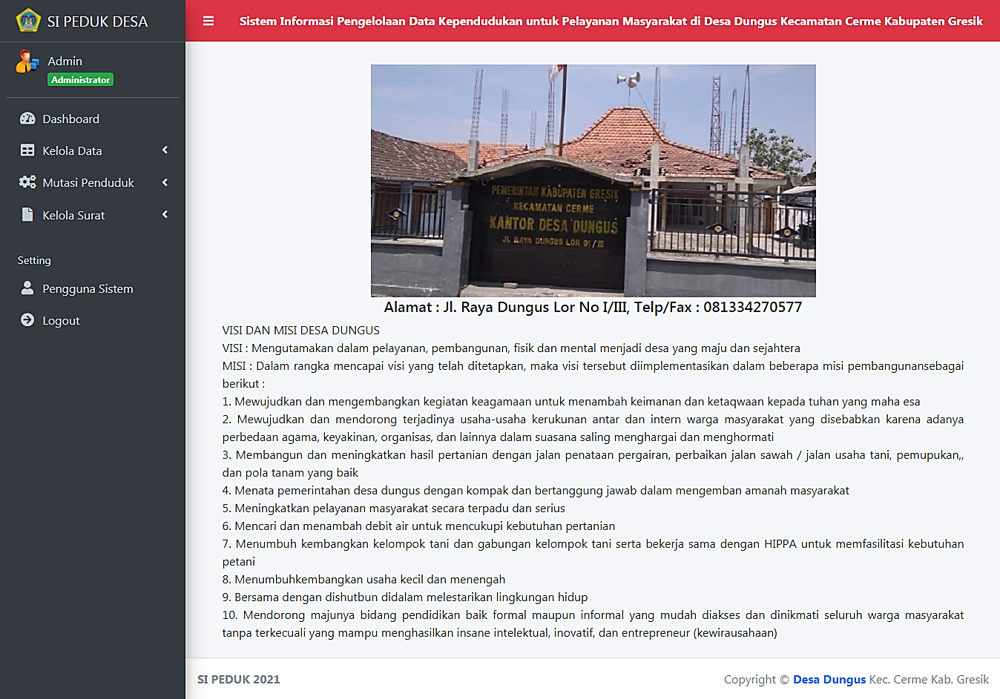 SI PEDUK DESA
Sistem Informasi Pengelolaan Data Kependudukan untuk Pelayanan Masyarakat di Desa Dungus Kecamatan Cerme Kabupaten Gresik
Admin
Administrator
Dashboard
Kelola Data
Mutasi Penduduk
Kelola Surat
Setting
Pengguna Sistem
Logout
PEMERINTAH KABUPATEN GRESIK
KECAMATAN CERME
KANTOR DESA DUNGUS
JL. RAYA DUNGUS LOR 01/III
Alamat : Jl. Raya Dungus Lor No I/III, Telp/Fax : 081334270577
VISI DAN MISI DESA DUNGUS
VISI : Mengutamakan dalam pelayanan, pembangunan, fisik dan mental menjadi desa yang maju dan sejahtera
MISI : Dalam rangka mencapai visi yang telah ditetapkan, maka visi tersebut diimplementasikan dalam beberapa misi pembangunansebagai
berikut :
1. Mewujudkan dan mengembangkan kegiatan keagamaan untuk menambah keimanan dan ketaqwaan kepada tuhan yang maha esa
2. Mewujudkan dan mendorong terjadinya usaha-usaha kerukunan antar dan intern warga masyarakat yang disebabkan karena adanya
perbedaan agama, keyakinan, organisas, dan lainnya dalam suasana saling menghargai dan menghormati
3. Membangun dan meningkatkan hasil pertanian dengan jalan penataan pergairan, perbaikan jalan sawah / jalan usaha tani, pemupukan,,
dan pola tanam yang baik
4. Menata pemerintahan desa dungus dengan kompak dan bertanggung jawab dalam mengemban amanah masyarakat
5. Meningkatkan pelayanan masyarakat secara terpadu dan serius
6. Mencari dan menambah debit air untuk mencukupi kebutuhan pertanian
7. Menumbuh kembangkan kelompok tani dan gabungan kelompok tani serta bekerja sama dengan HIPPA untuk memfasilitasi kebutuhan
petani
8. Menumbuhkembangkan usaha kecil dan menengah
9. Bersama dengan dishutbun didalam melestarikan lingkungan hidup
10. Mendorong majunya bidang pendidikan baik formal maupun informal yang mudah diakses dan dinikmati seluruh warga masyarakat
tanpa terkecuali yang mampu menghasilkan insane intelektual, inovatif, dan entrepreneur (kewirausahaan)
SI PEDUK 2021
Copyright © Desa Dungus Kec. Cerme Kab. Gresik